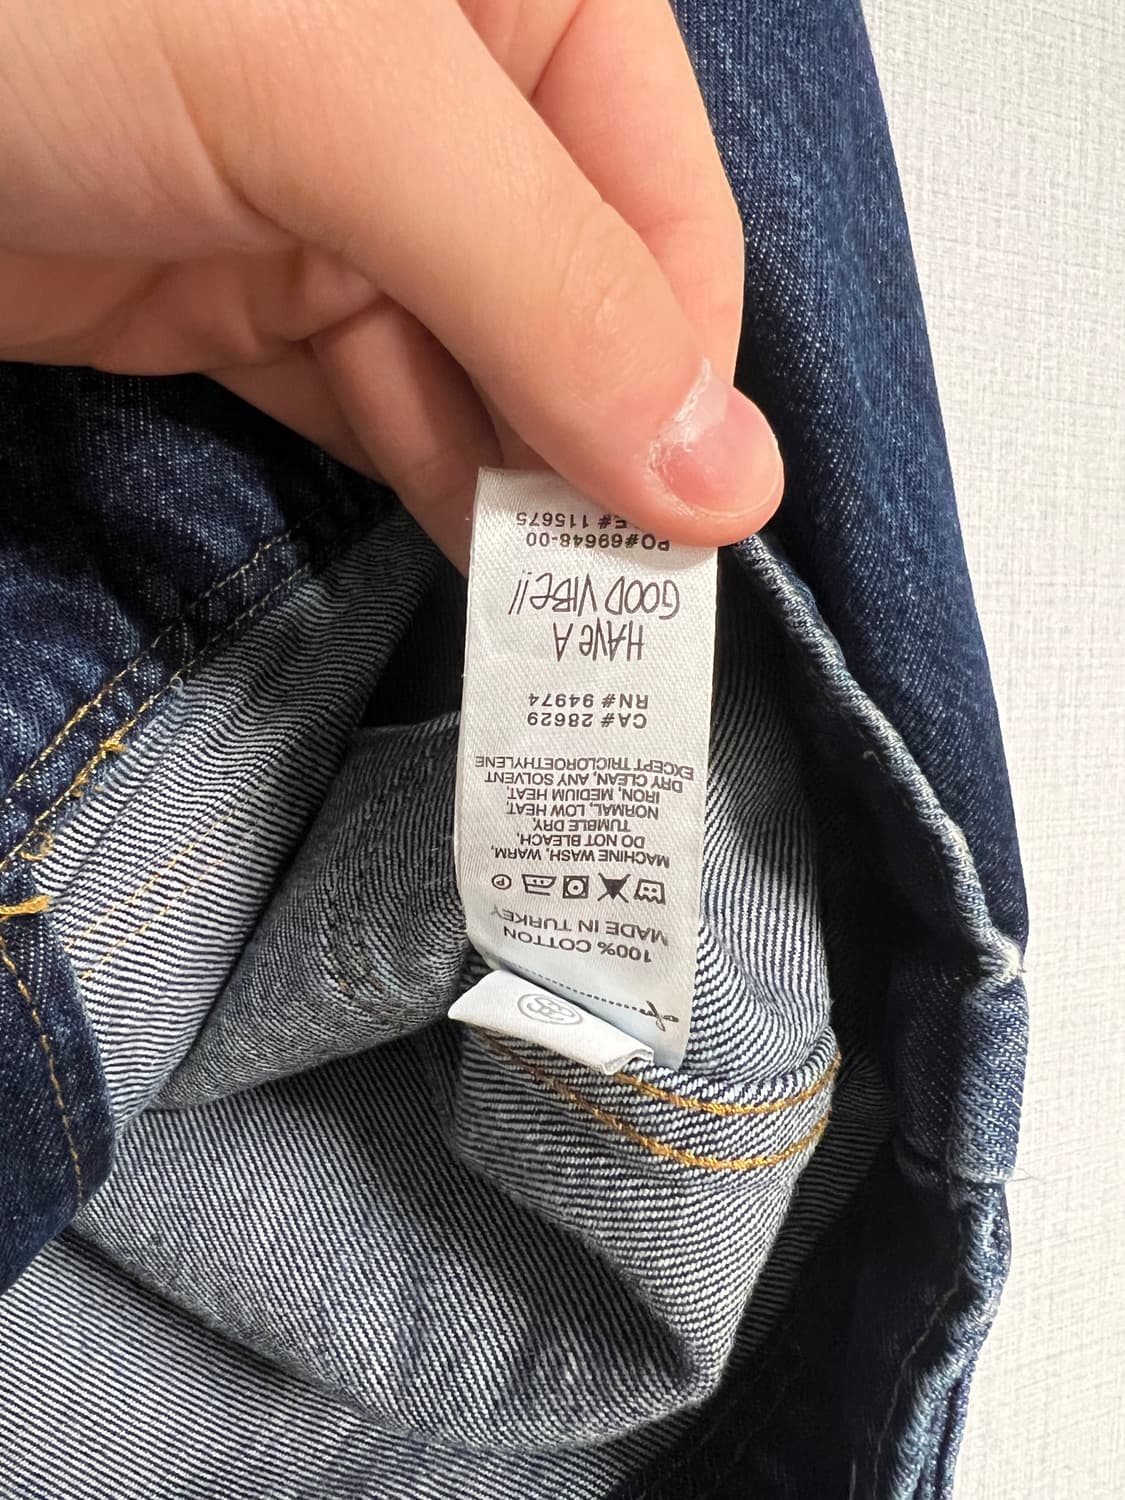 100% COTTON
MADE IN TURKEY
MACHINE WASH, WARM,
DO NOT BLEACH,
TUMBLE DRY,
NORMAL, LOW HEAT,
IRON, MEDIUM HEAT,
DRY CLEAN, ANY SOLVENT
EXCEPT TRICLOROETHYLENE
CA# 28629
RN# 94974
HAVE A
GOOD VIBE!!
PO#69648-00
E# 115675